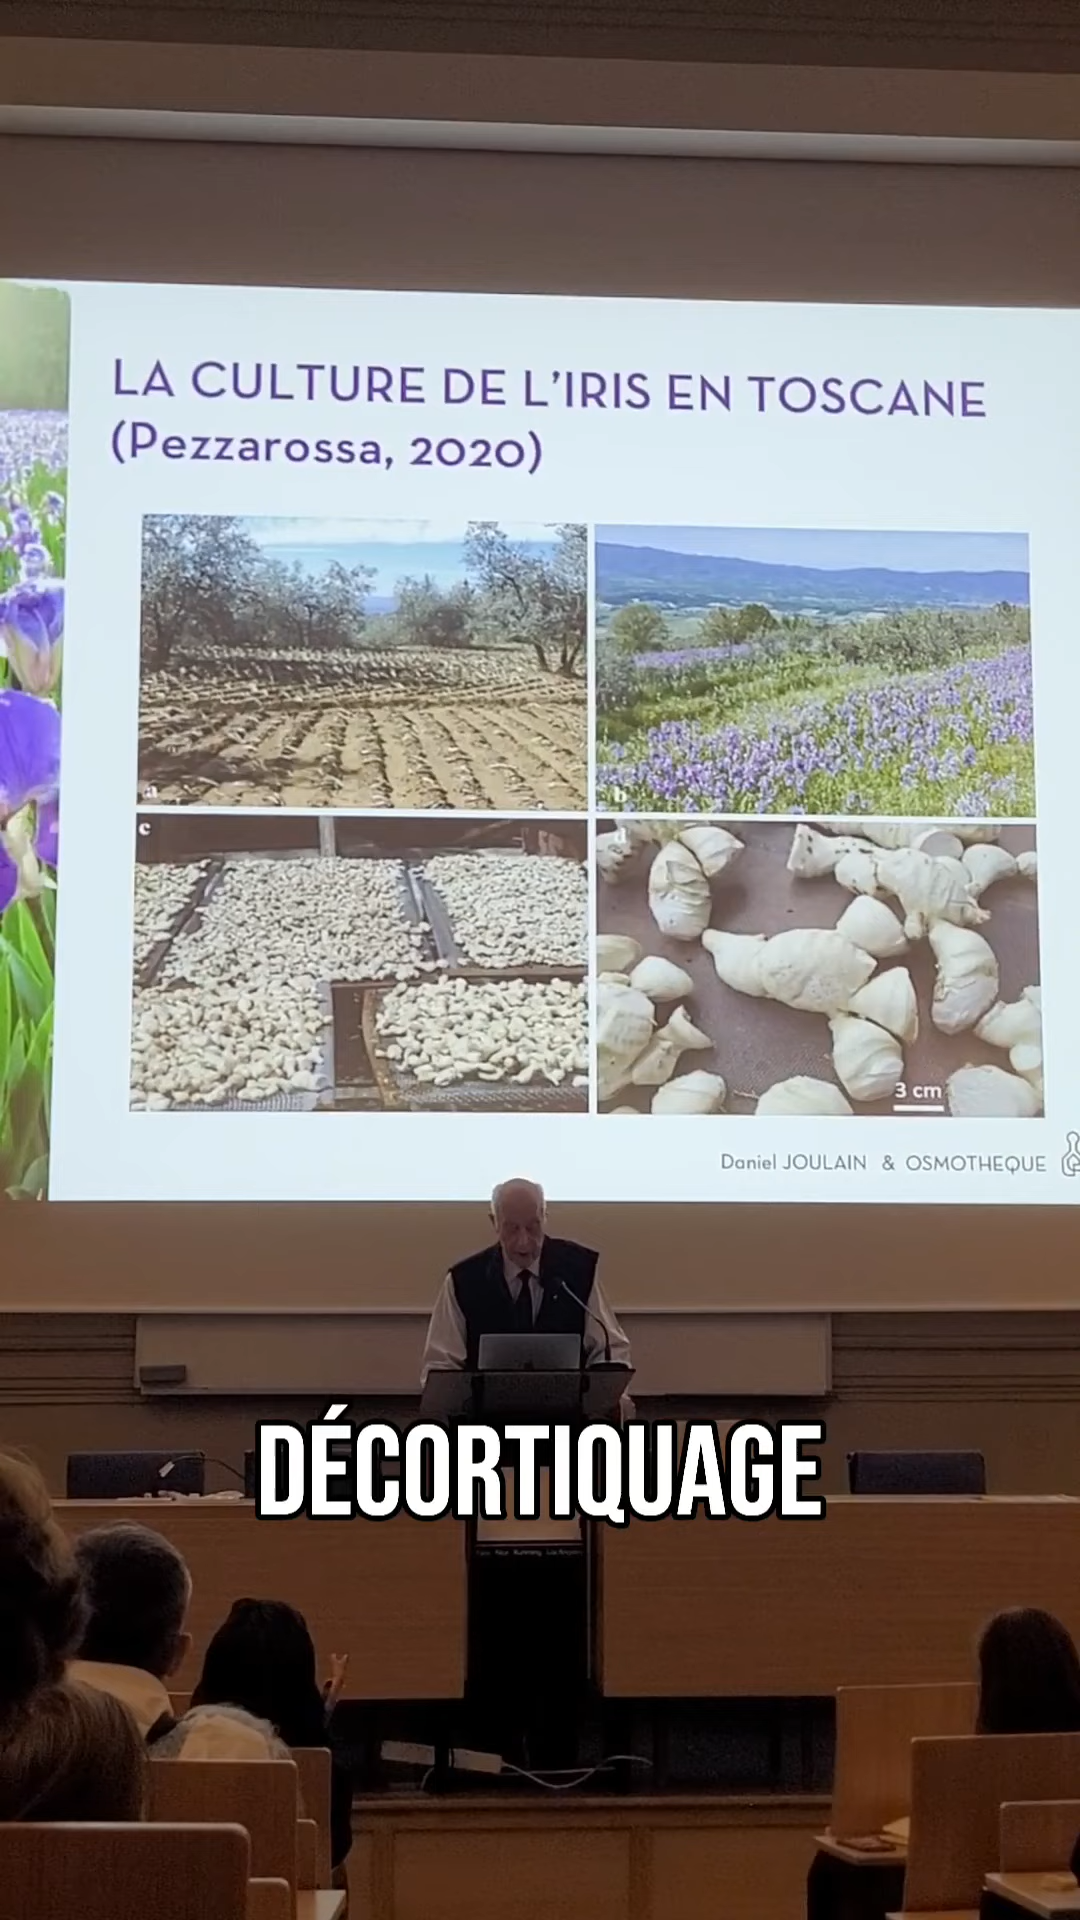 LA CULTURE DE L'IRIS EN TOSCANE
(Pezzarossa, 2020)
a
b
c
d
3 cm
Daniel JOULAIN & OSMOTHEQUE
DÉCORTIQUAGE